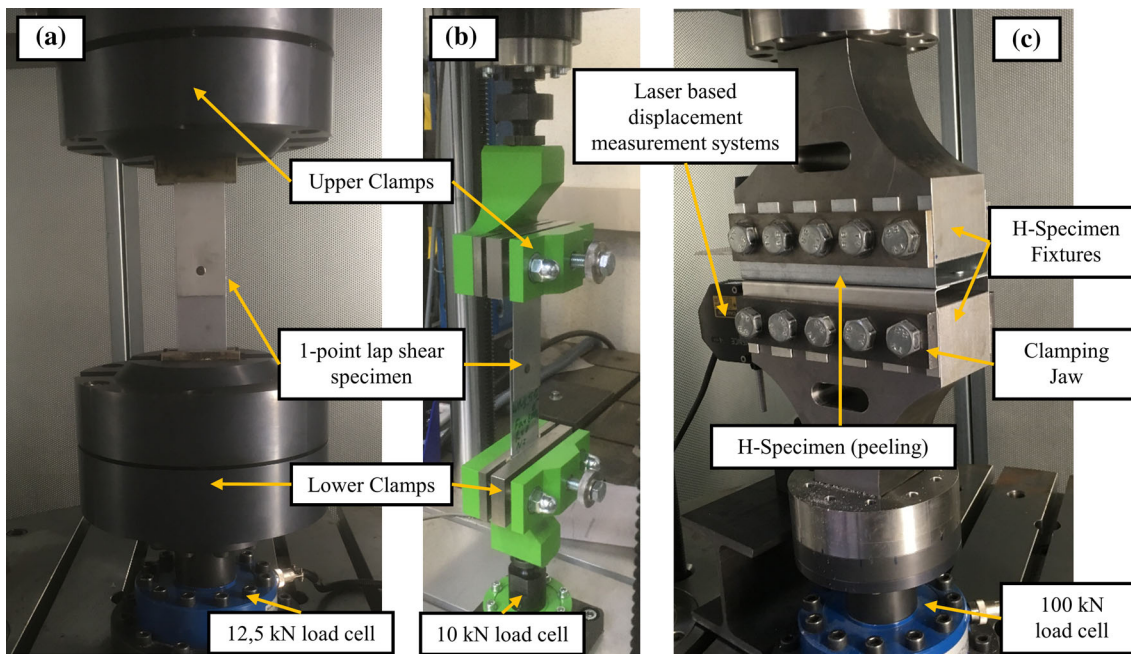 (a)
(b)
(c)
Laser based
displacement
measurement systems
Upper Clamps
H-Specimen
Fixtures
1-point lap shear
specimen
Clamping
Jaw
H-Specimen (peeling)
Lower Clamps
12,5 kN load cell
10 kN load cell
100 kN
load cell